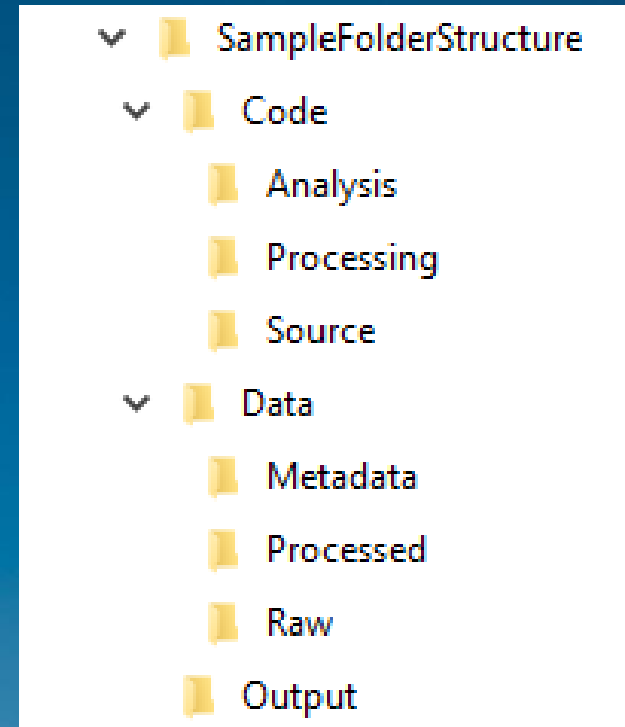 SampleFolderStructure
Code
Analysis
Processing
Source
Data
Metadata
Processed
Raw
Output